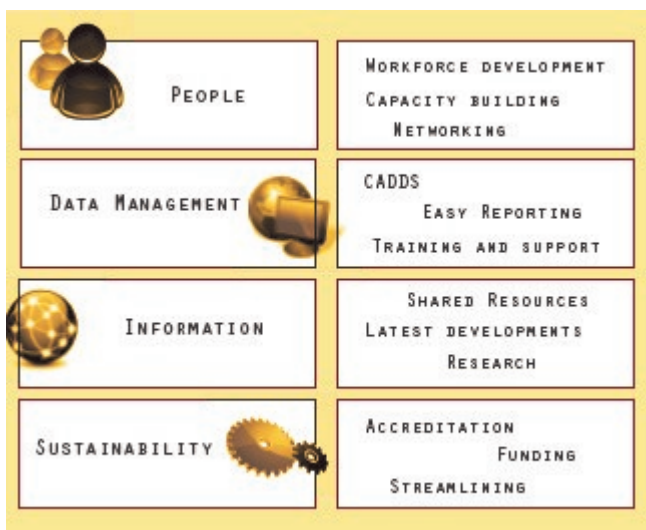 People
Workforce development
Capacity building
Networking
Data Management
CADDS
Easy Reporting
Training and support
Information
Shared Resources
Latest developments
Research
Sustainability
Accreditation
Funding
Streamlining